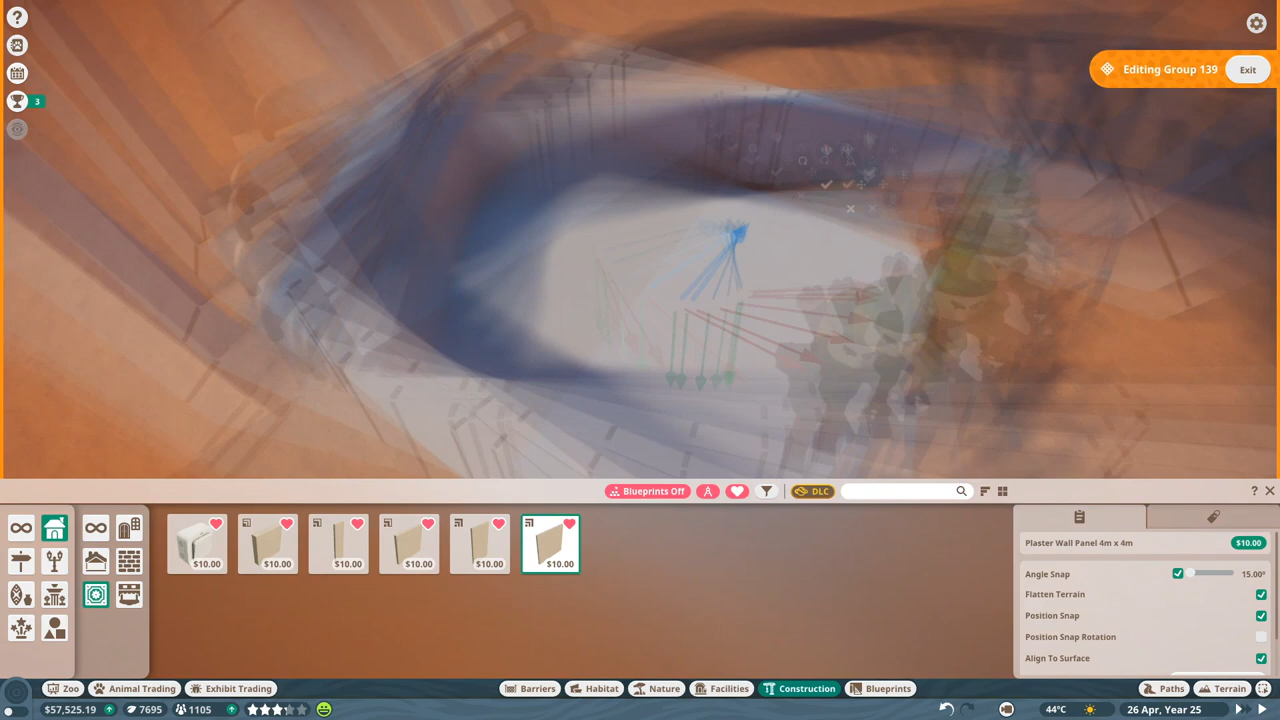 ?
3
Editing Group 139
Exit
Blueprints Off
DLC
?
$10.00
$10.00
$10.00
$10.00
$10.00
$10.00
Plaster Wall Panel 4m x 4m
$10.00
Angle Snap
15.00°
Flatten Terrain
Position Snap
Position Snap Rotation
Align To Surface
Zoo
Animal Trading
Exhibit Trading
Barriers
Habitat
Nature
Facilities
Construction
Blueprints
Paths
Terrain
$57,525.19
7695
1105
44°C
26 Apr, Year 25